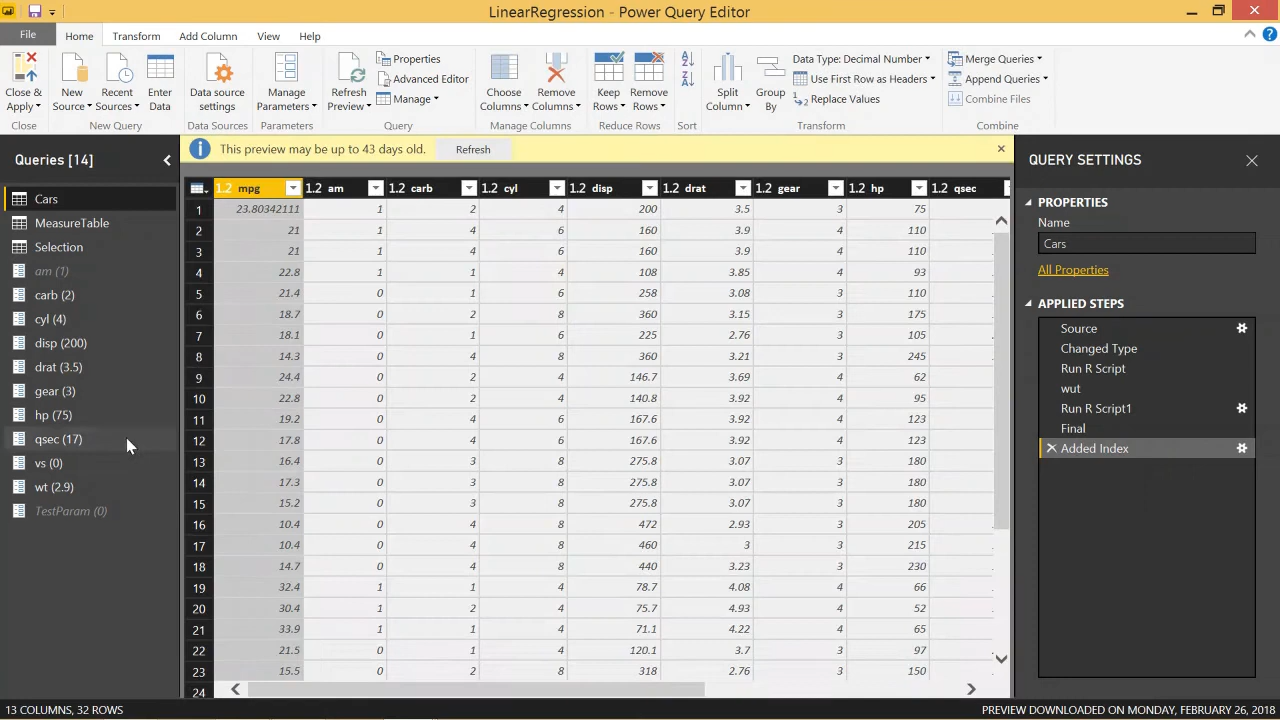 LinearRegression - Power Query Editor
File Home Transform Add Column View Help
Close & Apply
New Source
Recent Sources
Enter Data
Data source settings
Manage Parameters
Refresh Preview
Properties
Advanced Editor
Manage
Choose Columns
Remove Columns
Keep Rows
Remove Rows
Split Column
Group By
Data Type: Decimal Number
Use First Row as Headers
Replace Values
Merge Queries
Append Queries
Combine Files
Close New Query Data Sources Parameters Query Manage Columns Reduce Rows Sort Transform Combine
Queries [14]
Cars
MeasureTable
Selection
am (1)
carb (2)
cyl (4)
disp (200)
drat (3.5)
gear (3)
hp (75)
qsec (17)
vs (0)
wt (2.9)
TestParam (0)
This preview may be up to 43 days old. Refresh
1.2 mpg 1.2 am 1.2 carb 1.2 cyl 1.2 disp 1.2 drat 1.2 gear 1.2 hp 1.2 qsec
1 23.80342111 1 2 4 200 3.5 3 75
2 21 1 4 6 160 3.9 4 110
3 21 1 4 6 160 3.9 4 110
4 22.8 1 1 4 108 3.85 4 93
5 21.4 0 1 6 258 3.08 3 110
6 18.7 0 2 8 360 3.15 3 175
7 18.1 0 1 6 225 2.76 3 105
8 14.3 0 4 8 360 3.21 3 245
9 24.4 0 2 4 146.7 3.69 4 62
10 22.8 0 2 4 140.8 3.92 4 95
11 19.2 0 4 6 167.6 3.92 4 123
12 17.8 0 4 6 167.6 3.92 4 123
13 16.4 0 3 8 275.8 3.07 3 180
14 17.3 0 3 8 275.8 3.07 3 180
15 15.2 0 3 8 275.8 3.07 3 180
16 10.4 0 4 8 472 2.93 3 205
17 10.4 0 4 8 460 3 3 215
18 14.7 0 4 8 440 3.23 3 230
19 32.4 1 1 4 78.7 4.08 4 66
20 30.4 1 2 4 75.7 4.93 4 52
21 33.9 1 1 4 71.1 4.22 4 65
22 21.5 0 1 4 120.1 3.7 3 97
23 15.5 0 2 8 318 2.76 3 150
24
QUERY SETTINGS
PROPERTIES
Name
Cars
All Properties
APPLIED STEPS
Source
Changed Type
Run R Script
wut
Run R Script1
Final
Added Index
13 COLUMNS, 32 ROWS
PREVIEW DOWNLOADED ON MONDAY, FEBRUARY 26, 2018